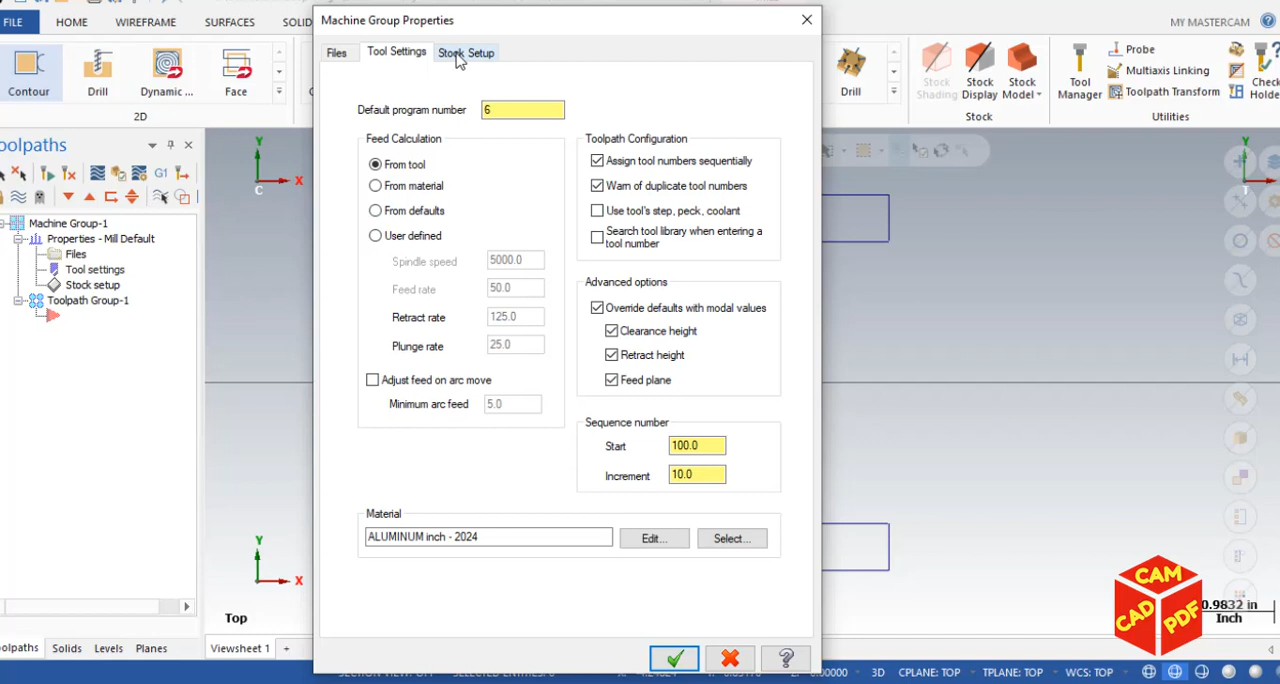 FILE HOME WIREFRAME SURFACES SOLID
MY MASTERCAM
Contour Drill Dynamic ... Face
2D
Drill
Stock Shading Stock Display Stock Model
Stock
Tool Manager
Probe
Multiaxis Linking
Toolpath Transform
Check Holde
Utilities
oolpaths
G1
Machine Group-1
Properties - Mill Default
Files
Tool settings
Stock setup
Toolpath Group-1
Machine Group Properties
Files Tool Settings Stock Setup
Default program number 6
Feed Calculation
From tool
From material
From defaults
User defined
Spindle speed 5000.0
Feed rate 50.0
Retract rate 125.0
Plunge rate 25.0
Adjust feed on arc move
Minimum arc feed 5.0
Toolpath Configuration
Assign tool numbers sequentially
Warn of duplicate tool numbers
Use tool's step, peck, coolant
Search tool library when entering a
tool number
Advanced options
Override defaults with modal values
Clearance height
Retract height
Feed plane
Sequence number
Start 100.0
Increment 10.0
Material
ALUMINUM inch - 2024 Edit... Select...
Y
X
C
Y
X
Top
Y
X
T
CAM
CAD PDF
0.9832 in
Inch
oolpaths Solids Levels Planes
Viewsheet 1 +
3D CPLANE: TOP TPLANE: TOP WCS: TOP